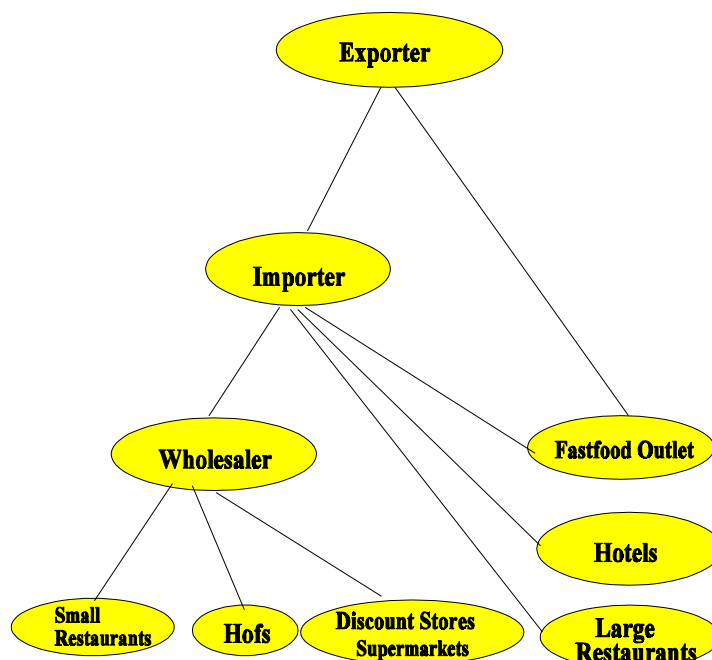 Exporter
Importer
Wholesaler
Fastfood Outlet
Hotels
Small
Restaurants
Hofs
Discount Stores
Supermarkets
Large
Restaurants